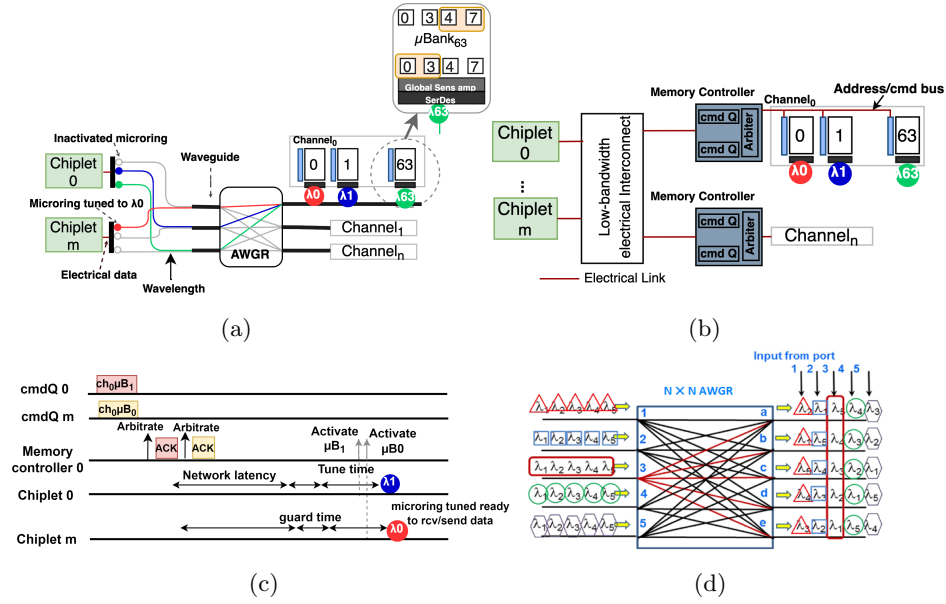 0 3 4 7
μBank63
0 3 4 7
Global Sens amp
SerDes
λ63
Inactivated microring
Waveguide
Channel0
Chiplet
0
0
1
63
Microring tuned to λ0
λ0
λ1
λ63
Chiplet
m
Channel1
AWGR
Channeln
Electrical data
Wavelength
(a)
Address/cmd bus
Memory Controller
Channel0
cmd Q
cmd Q
Arbiter
Chiplet
0
0
1
63
λ0
λ1
λ63
...
Low-bandwidth
electrical Interconnect
Memory Controller
Chiplet
m
cmd Q
cmd Q
Arbiter
Channeln
Electrical Link
(b)
cmdQ 0
ch0μB1
cmdQ m
ch0μB0
Arbitrate
Arbitrate
Activate
μB1
Activate
μB0
Memory
controller 0
ACK
ACK
Network latency
Tune time
λ1
Chiplet 0
microring tuned ready
to rcv/send data
guard time
λ0
Chiplet m
(c)
Input from port
1 2 3 4 5
N × N AWGR
λ1 λ2 λ3 λ4 λ5
1
a
λ2 λ1 λ5 λ4 λ3
λ1 λ2 λ3 λ4 λ5
2
b
λ1 λ5 λ4 λ3 λ2
λ1 λ2 λ3 λ4 λ5
3
c
λ5 λ4 λ3 λ2 λ1
λ1 λ2 λ3 λ4 λ5
4
d
λ4 λ3 λ2 λ1 λ5
λ1 λ2 λ3 λ4 λ5
5
e
λ3 λ2 λ1 λ5 λ4
(d)